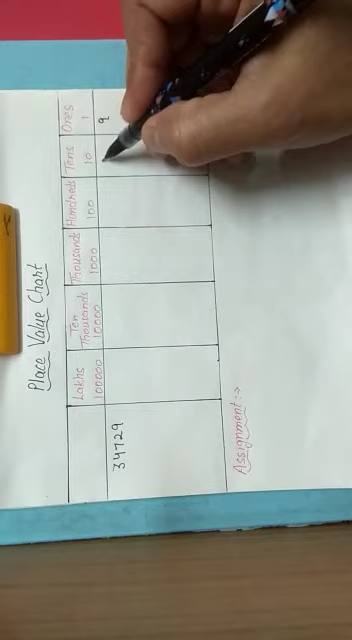 Place Value Chart
Lakhs Ten Thousands Thousands Hundreds Tens Ones
100000 10000 1000 100 10 1
34729 9
Assignment:→